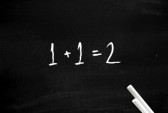 1 + 1 = 2